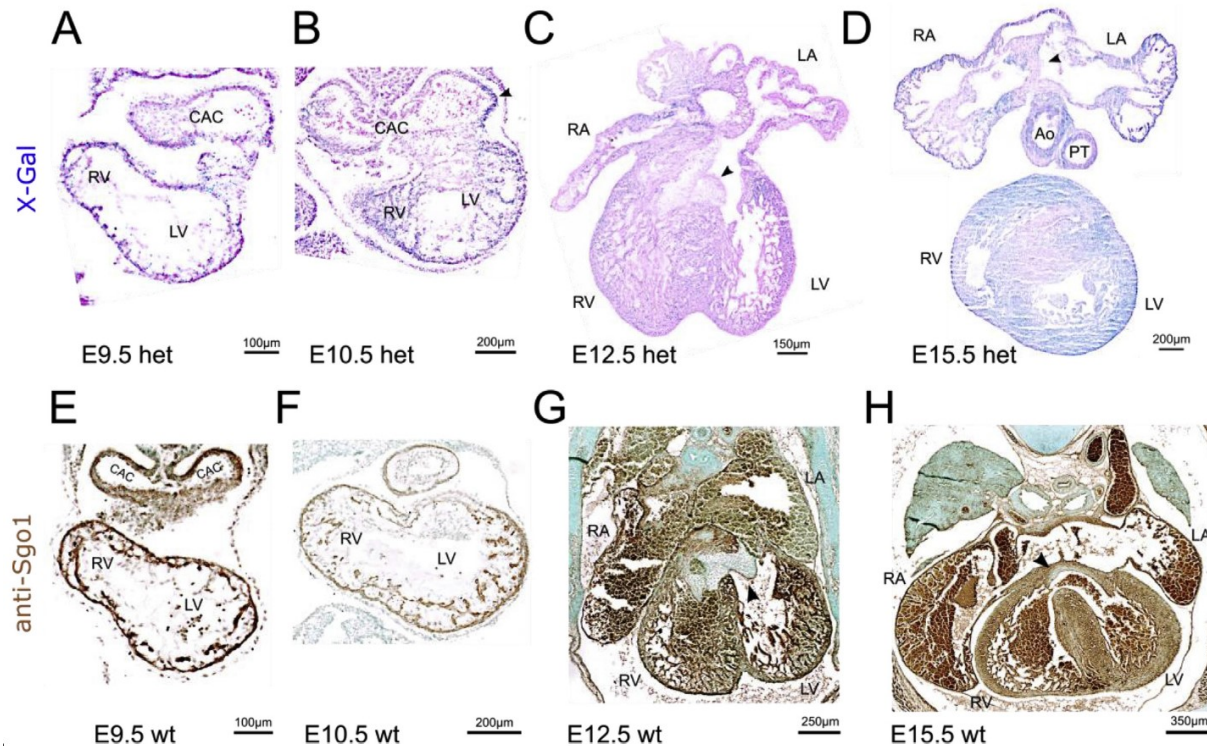 A
B
C
D
X-Gal
CAC
RV
LV
E9.5 het
100µm
CAC
RV
LV
E10.5 het
200µm
LA
RA
RV
LV
E12.5 het
150µm
RA
LA
Ao
PT
RV
LV
E15.5 het
200µm
E
F
G
H
anti-Sgo1
CAC
CAC
RV
LV
E9.5 wt
100µm
RV
LV
E10.5 wt
200µm
LA
RA
RV
LV
E12.5 wt
250µm
RA
LA
RV
LV
E15.5 wt
350µm